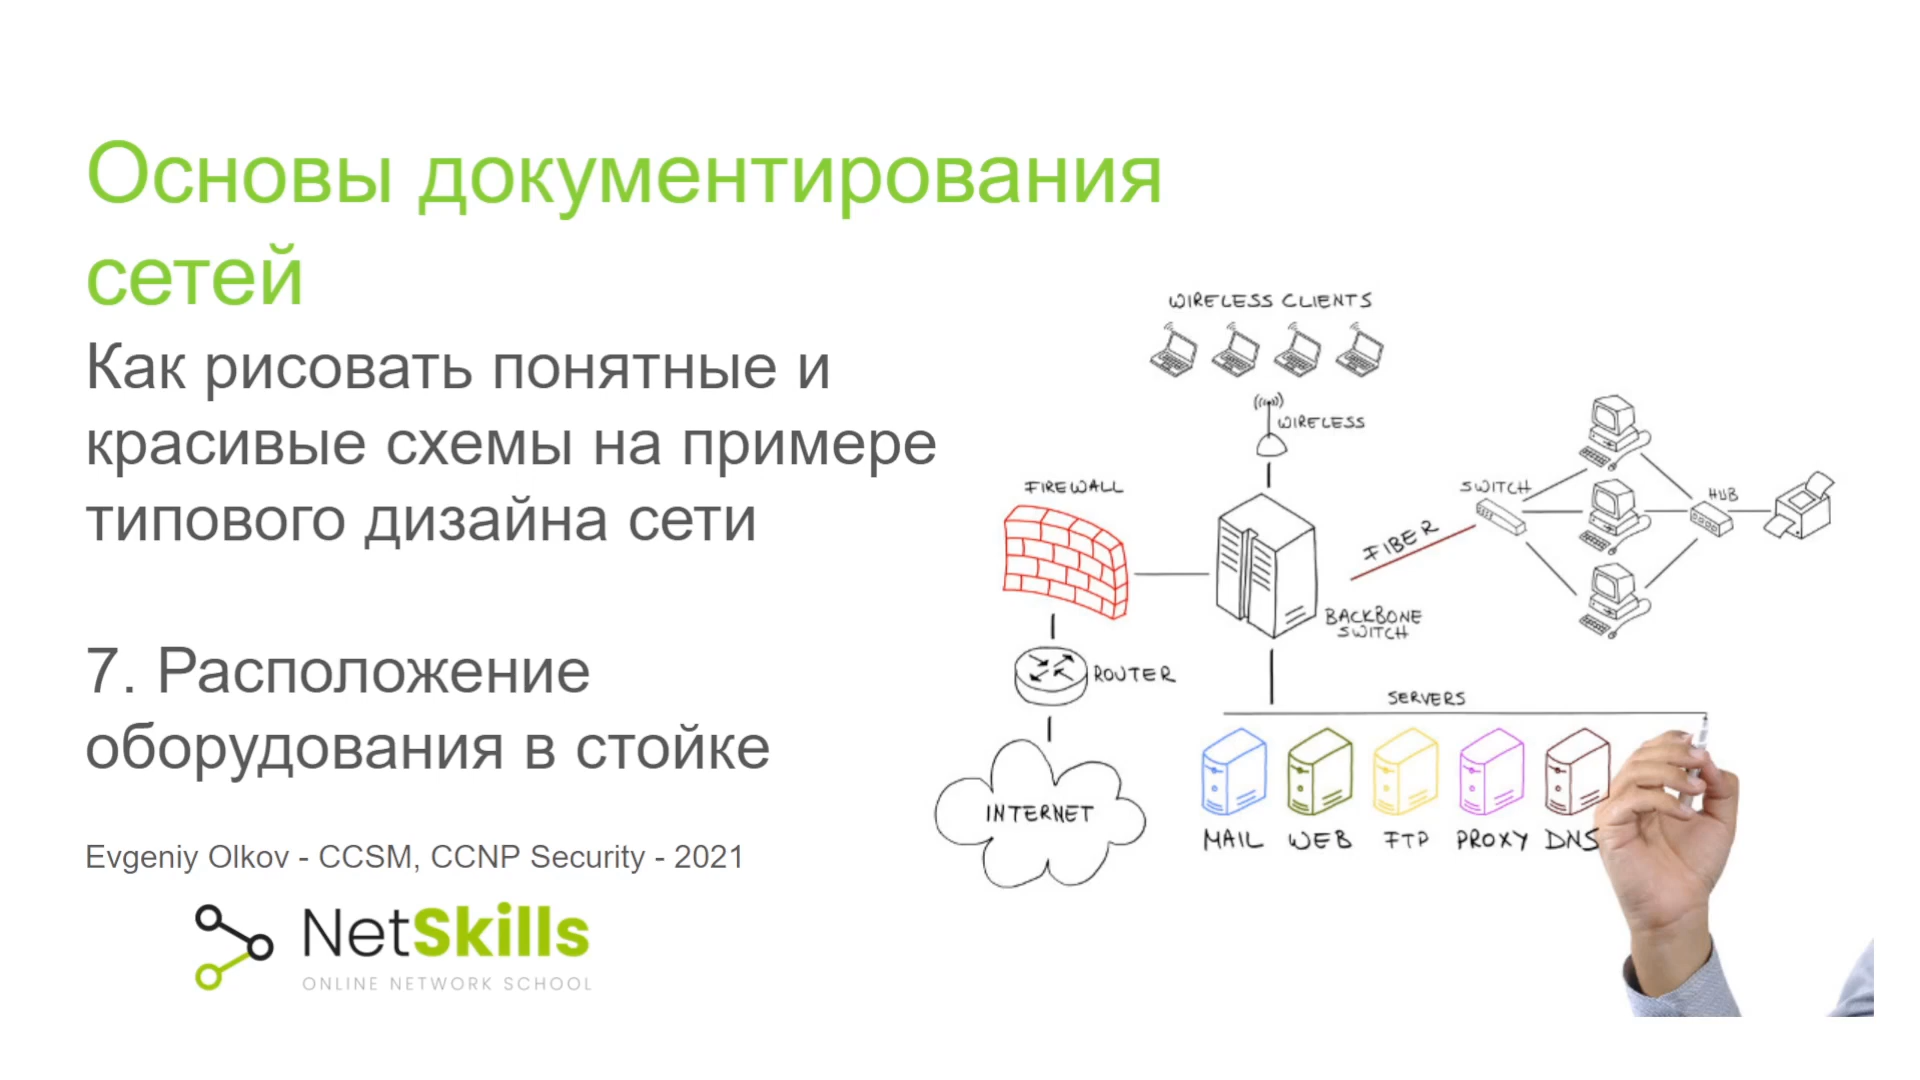 Основы документирования
сетей
Как рисовать понятные и
красивые схемы на примере
типового дизайна сети
7. Расположение
оборудования в стойке
Evgeniy Olkov - CCSM, CCNP Security - 2021
NetSkills
ONLINE NETWORK SCHOOL
WIRELESS CLIENTS
WIRELESS
FIREWALL
SWITCH
HUB
FIBER
BACKBONE
SWITCH
ROUTER
SERVERS
INTERNET
MAIL WEB FTP PROXY DNS